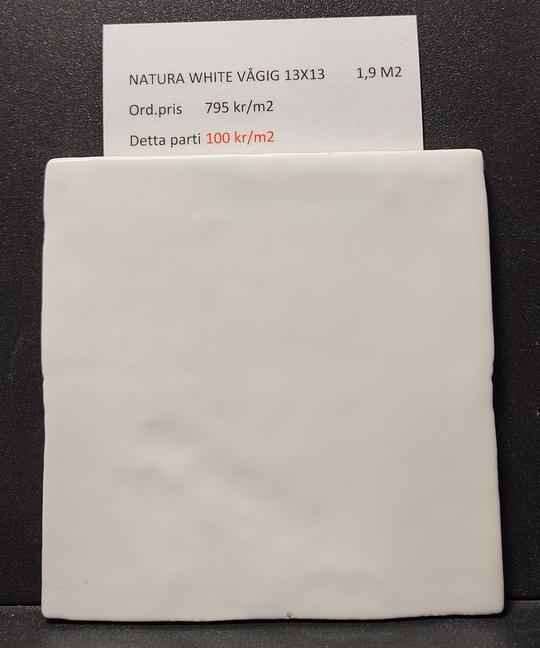 NATURA WHITE VÅGIG 13X13 1,9 M2
Ord.pris 795 kr/m2
Detta parti 100 kr/m2